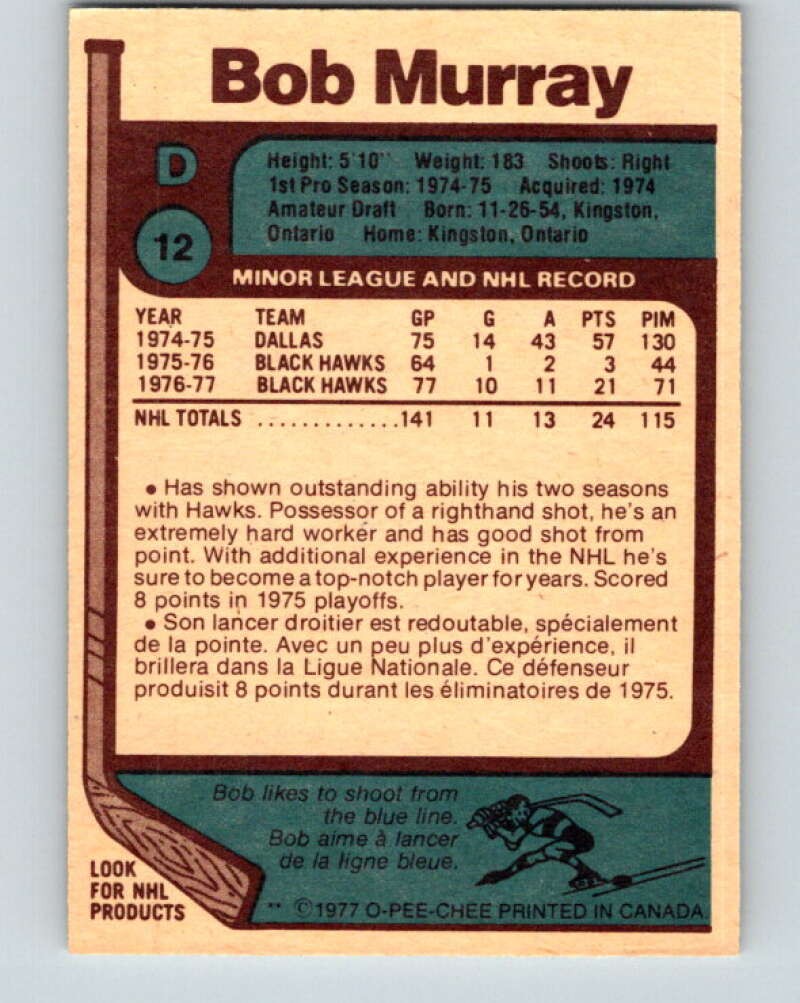 Bob Murray
D
12
Height: 5'10" Weight: 183 Shoots: Right
1st Pro Season: 1974-75 Acquired: 1974
Amateur Draft Born: 11-26-54, Kingston,
Ontario Home: Kingston, Ontario
MINOR LEAGUE AND NHL RECORD
YEAR TEAM GP G A PTS PIM
1974-75 DALLAS 75 14 43 57 130
1975-76 BLACK HAWKS 64 1 2 3 44
1976-77 BLACK HAWKS 77 10 11 21 71
NHL TOTALS .............141 11 13 24 115
• Has shown outstanding ability his two seasons
with Hawks. Possessor of a righthand shot, he's an
extremely hard worker and has good shot from
point. With additional experience in the NHL he's
sure to become a top-notch player for years. Scored
8 points in 1975 playoffs.
• Son lancer droitier est redoutable, spécialement
de la pointe. Avec un peu plus d'expérience, il
brillera dans la Ligue Nationale. Ce défenseur
produisit 8 points durant les éliminatoires de 1975.
Bob likes to shoot from
the blue line.
Bob aime à lancer
de la ligne bleue.
LOOK
FOR NHL
PRODUCTS
** ©1977 O-PEE-CHEE PRINTED IN CANADA.